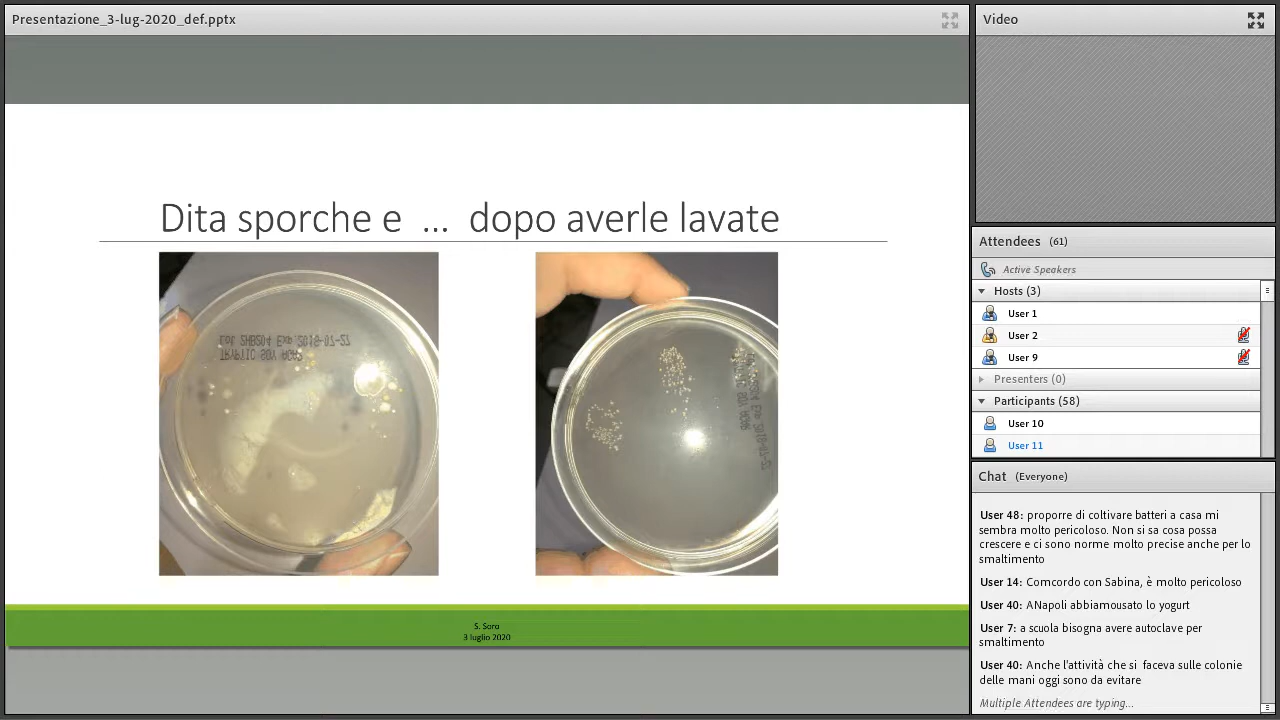 Presentazione_3-lug-2020_def.pptx
Dita sporche e ... dopo averle lavate
S. Sora
3 luglio 2020
Video
Attendees (61)
Active Speakers
Hosts (3)
User 1
User 2
User 9
Presenters (0)
Participants (58)
User 10
User 11
Chat (Everyone)
User 48: proporre di coltivare batteri a casa mi
sembra molto pericoloso. Non si sa cosa possa
crescere e ci sono norme molto precise anche per lo
smaltimento
User 14: Comcordo con Sabina, è molto pericoloso
User 40: ANapoli abbiamousato lo yogurt
User 7: a scuola bisogna avere autoclave per
smaltimento
User 40: Anche l'attività che si faceva sulle colonie
delle mani oggi sono da evitare
Multiple Attendees are typing...